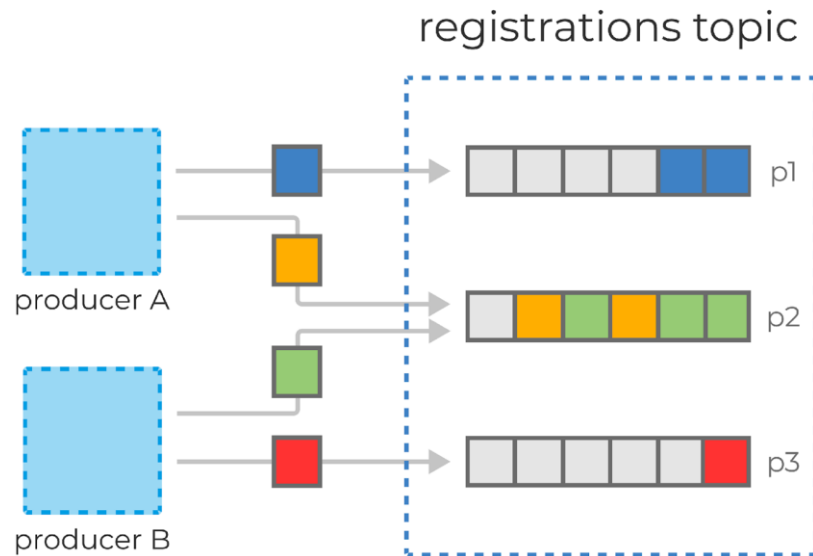 registrations topic
p1
producer A
p2
p3
producer B